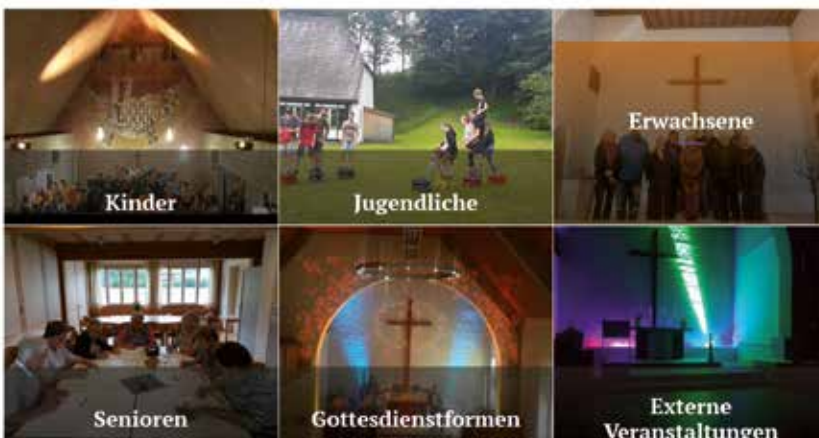 Kinder
Jugendliche
Erwachsene
Senioren
Gottesdienstformen
Externe
Veranstaltungen